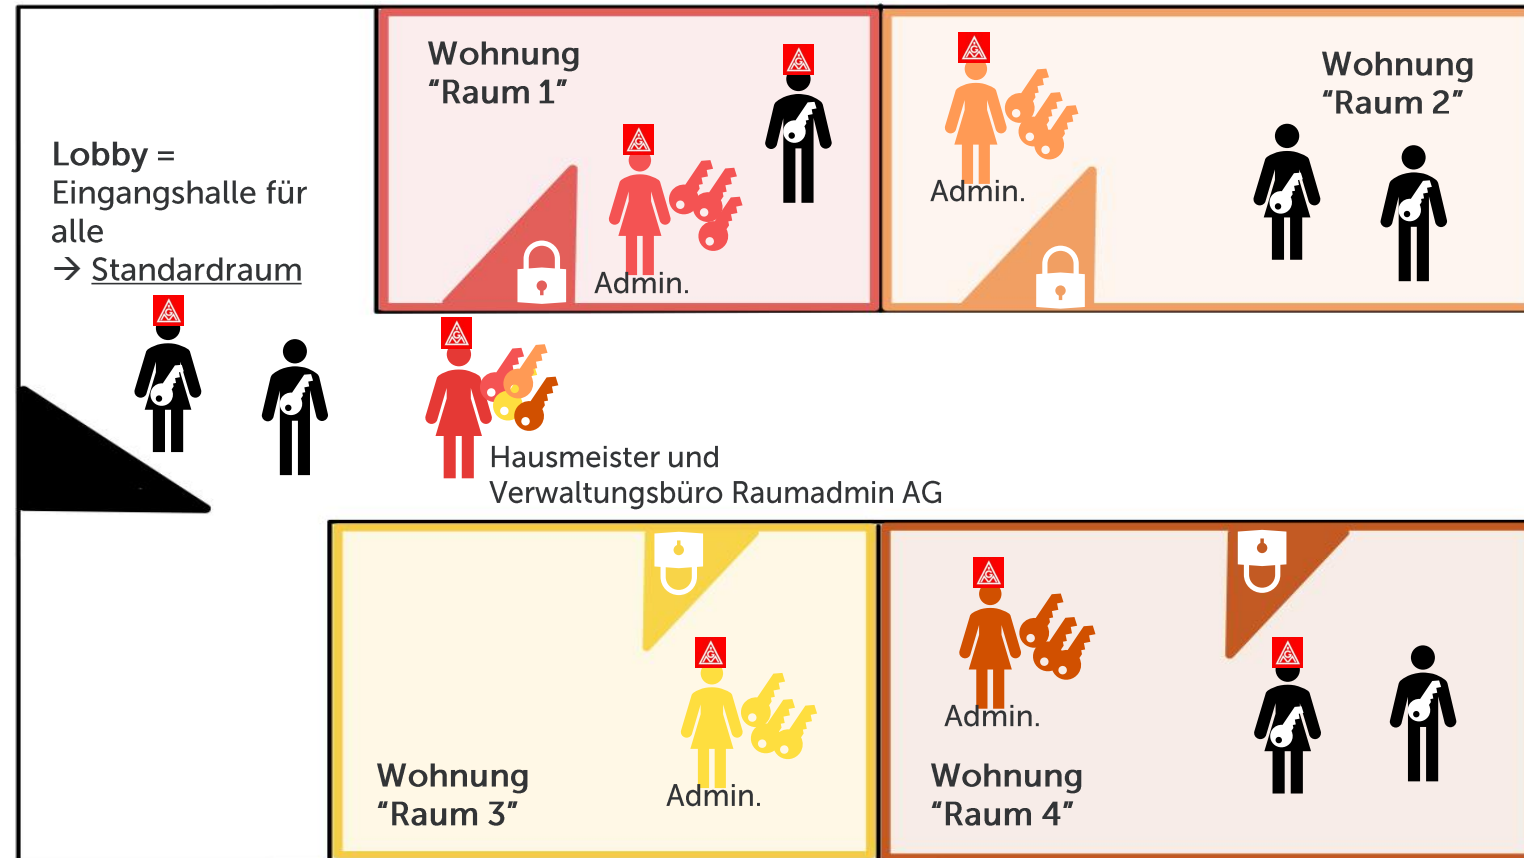 Lobby =
Eingangshalle für
alle
→ Standardraum
Wohnung
“Raum 1”
Admin.
Wohnung
“Raum 2”
Admin.
Hausmeister und
Verwaltungsbüro Raumadmin AG
Wohnung
“Raum 3”
Admin.
Wohnung
“Raum 4”
Admin.